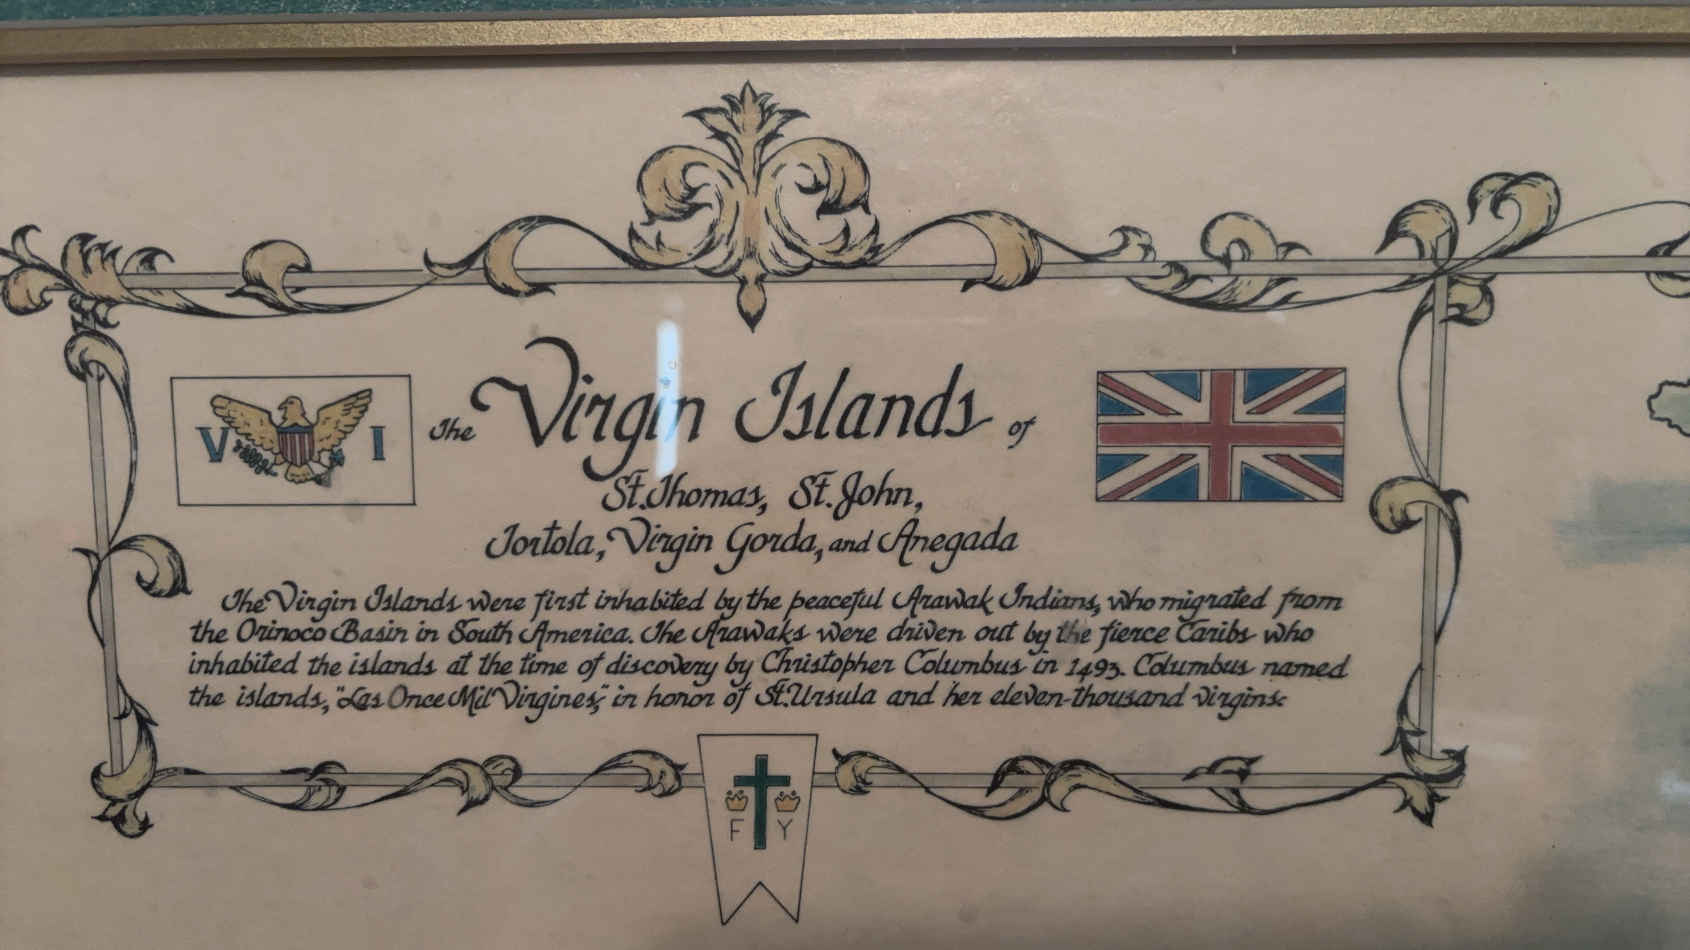 V I
The Virgin Islands of
St. Thomas, St. John,
Tortola, Virgin Gorda, and Anegada
The Virgin Islands were first inhabited by the peaceful Arawak Indians, who migrated from
the Orinoco Basin in South America. The Arawaks were driven out by the fierce Caribs who
inhabited the islands at the time of discovery by Christopher Columbus in 1493. Columbus named
the islands, "Las Once Mil Virgines," in honor of St. Ursula and her eleven-thousand virgins.
F Y